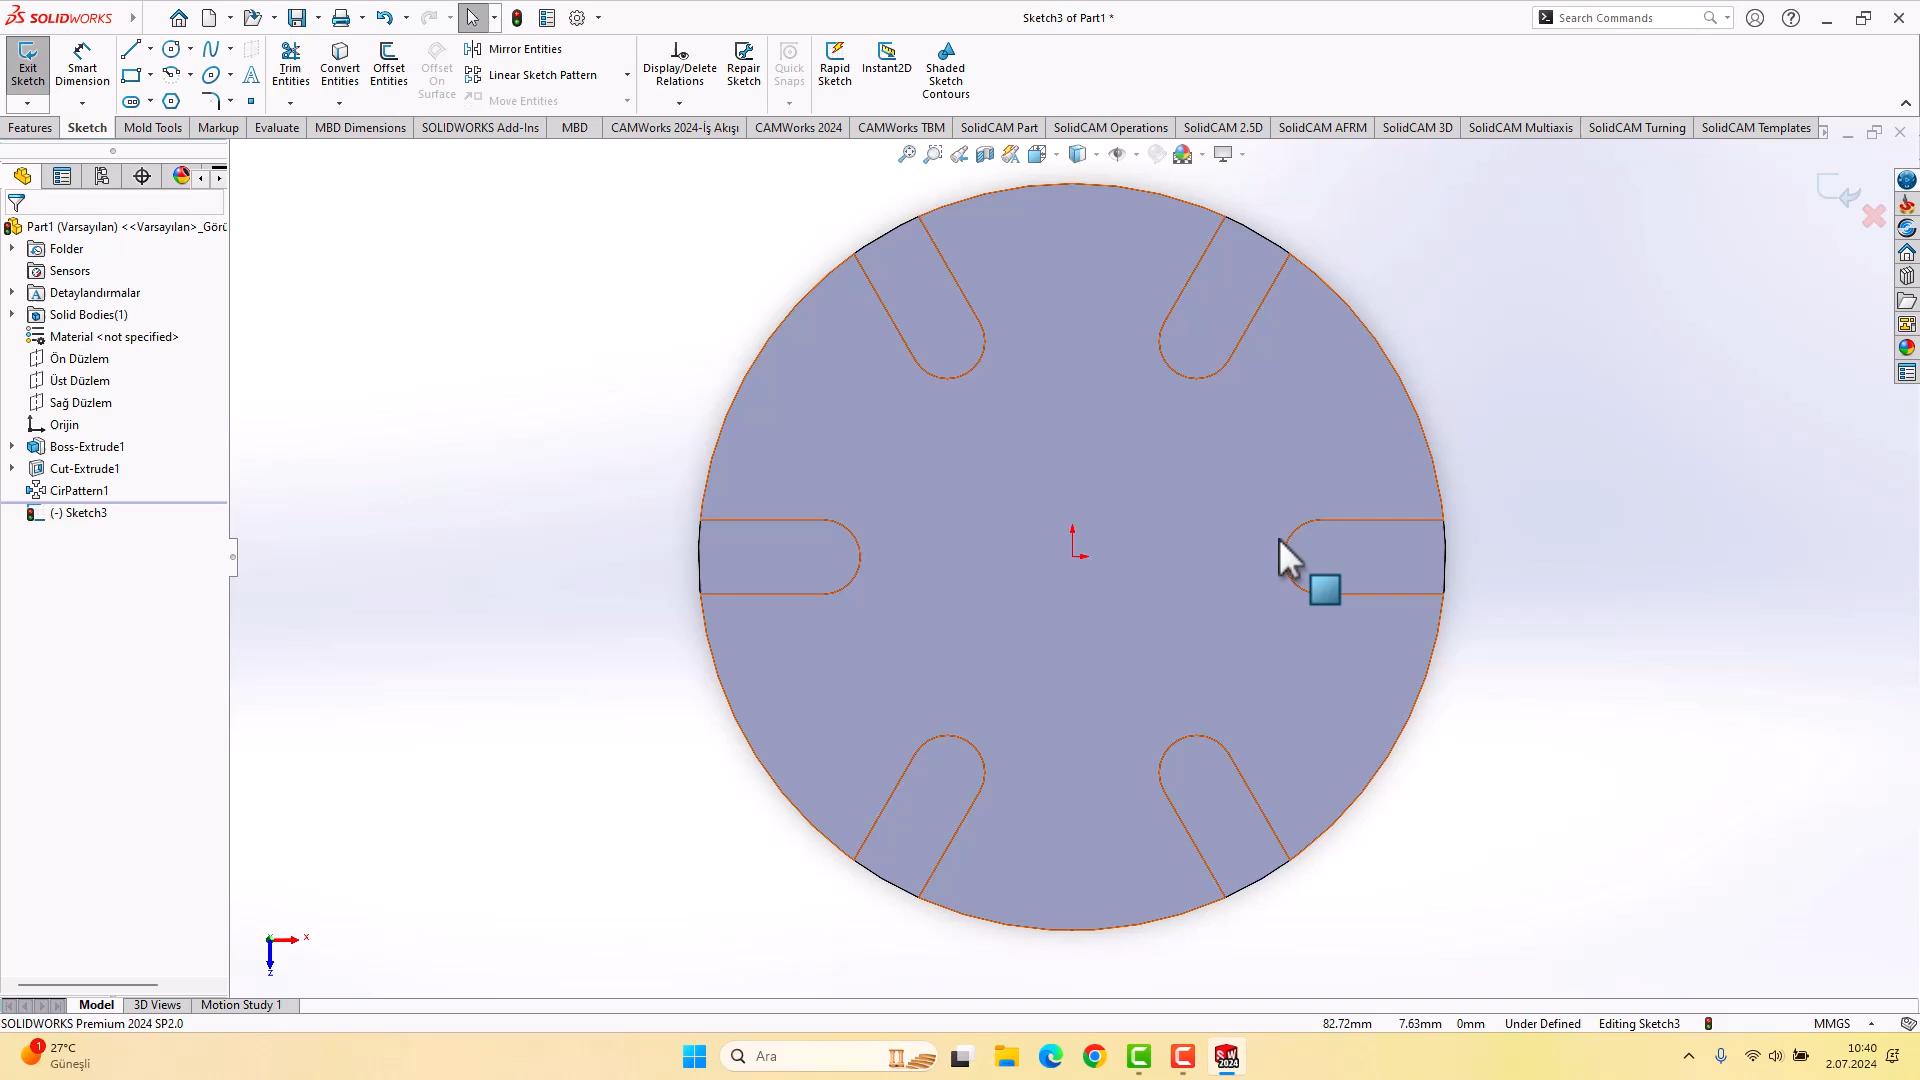 SOLIDWORKS
Sketch3 of Part1 *
Search Commands
Exit Sketch
Smart Dimension
Trim Entities
Convert Entities
Offset Entities
Offset On Surface
Mirror Entities
Linear Sketch Pattern
Move Entities
Display/Delete Relations
Repair Sketch
Quick Snaps
Rapid Sketch
Instant2D
Shaded Sketch Contours
Features
Sketch
Mold Tools
Markup
Evaluate
MBD Dimensions
SOLIDWORKS Add-Ins
MBD
CAMWorks 2024-İş Akışı
CAMWorks 2024
CAMWorks TBM
SolidCAM Part
SolidCAM Operations
SolidCAM 2.5D
SolidCAM AFRM
SolidCAM 3D
SolidCAM Multiaxis
SolidCAM Turning
SolidCAM Templates
Part1 (Varsayılan) <<Varsayılan>_Görü
Folder
Sensors
Detaylandırmalar
Solid Bodies(1)
Material <not specified>
Ön Düzlem
Üst Düzlem
Sağ Düzlem
Orijin
Boss-Extrude1
Cut-Extrude1
CirPattern1
(-) Sketch3
x
z
Model
3D Views
Motion Study 1
SOLIDWORKS Premium 2024 SP2.0
82.72mm
7.63mm
0mm
Under Defined
Editing Sketch3
MMGS
1
27°C
Güneşli
Ara
2024
10:40
2.07.2024